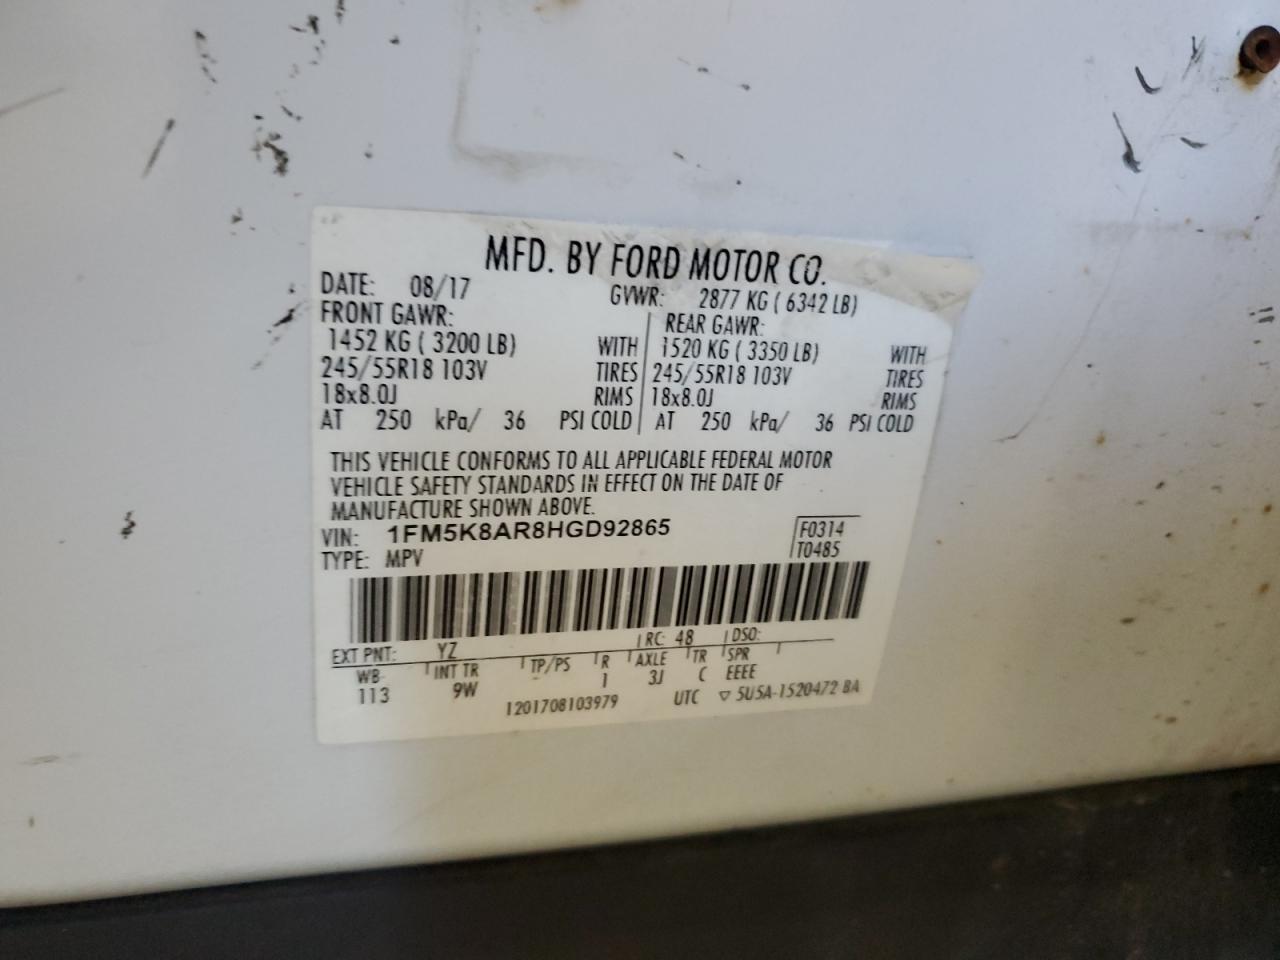 MFD. BY FORD MOTOR CO.
DATE: 08/17 GVWR: 2877 KG ( 6342 LB)
FRONT GAWR: REAR GAWR:
1452 KG ( 3200 LB) WITH 1520 KG ( 3350 LB) WITH
245/55R18 103V TIRES 245/55R18 103V TIRES
18x8.0J RIMS 18x8.0J RIMS
AT 250 kPa/ 36 PSI COLD AT 250 kPa/ 36 PSI COLD
THIS VEHICLE CONFORMS TO ALL APPLICABLE FEDERAL MOTOR
VEHICLE SAFETY STANDARDS IN EFFECT ON THE DATE OF
MANUFACTURE SHOWN ABOVE.
VIN: 1FM5K8AR8HGD92865 F0314
TYPE: MPV T0485
EXT PNT: YZ RC: 48 DSO:
WB INT TR TP/PS R AXLE TR SPR
113 9W - 1 3J C EEEE
1201708103979 UTC ▽ 5U5A-1520472 BA